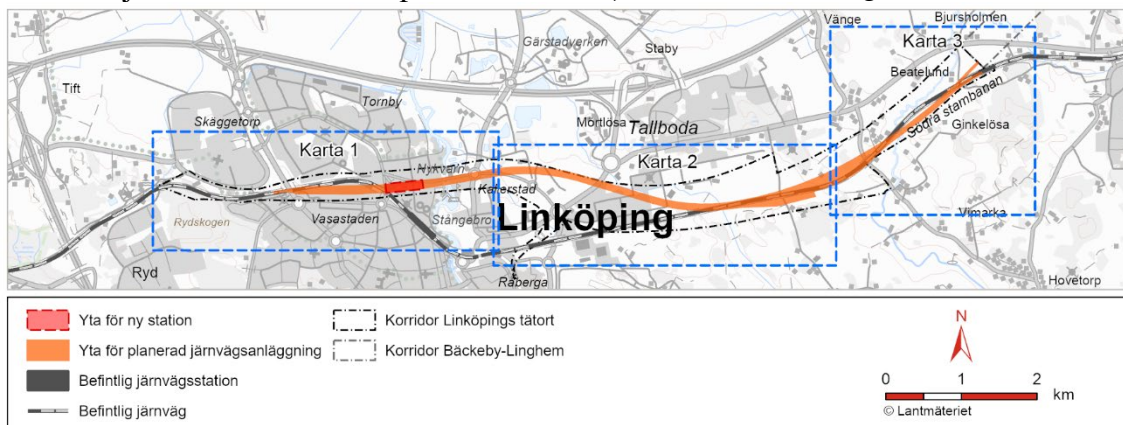 Vänge
Bjursholmen
Gärstadverken
Karta 3
Staby
Beatelund
Tift
Tornby
Mörtlösa
Tallboda
Södra stambanan
Ginkelösa
Skäggetorp
Karta 1
Nykvarn
Karta 2
Kallerstad
Rydskogen
Vasastaden
Stångebro
Linköping
Vimarka
Ryd
Råberga
Hovetorp
Yta för ny station
Korridor Linköpings tätort
Yta för planerad järnvägsanläggning
Korridor Bäckeby-Linghem
Befintlig järnvägsstation
Befintlig järnväg
N
0 1 2
km
© Lantmäteriet